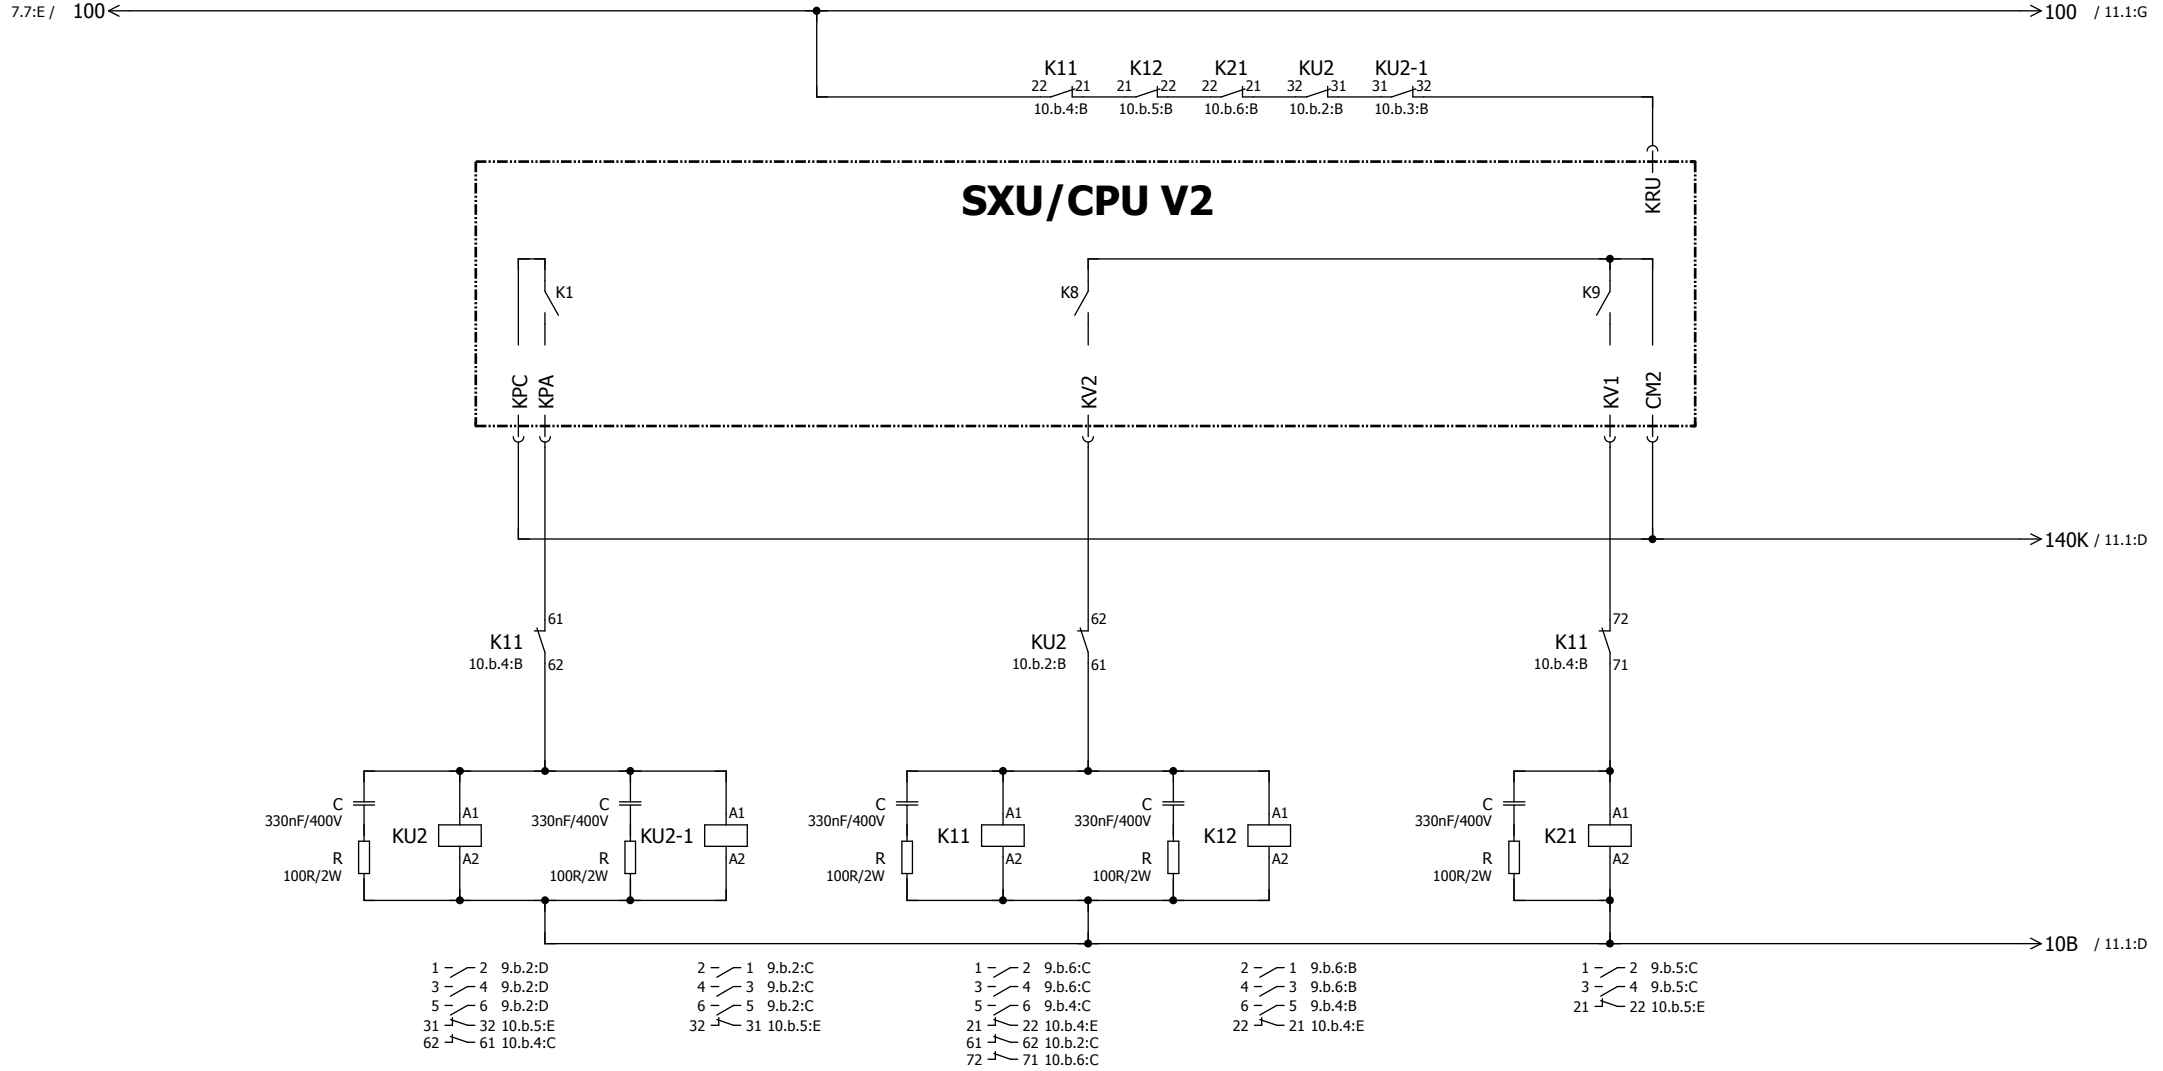 7.7:E / 100
100 / 11.1:G
K11 K12 K21 KU2 KU2-1
22 21 21 22 22 21 32 31 31 32
10.b.4:B 10.b.5:B 10.b.6:B 10.b.2:B 10.b.3:B
SXU/CPU V2
KRU
K1 K8 K9
KPC KPA KV2 KV1 CM2
140K / 11.1:D
61 62 72
K11 KU2 K11
10.b.4:B 62 10.b.2:B 61 10.b.4:B 71
C A1 C A1 C A1 C A1 C A1
330nF/400V 330nF/400V 330nF/400V 330nF/400V 330nF/400V
KU2 KU2-1 K11 K12 K21
R A2 R A2 R A2 R A2 R A2
100R/2W 100R/2W 100R/2W 100R/2W 100R/2W
10B / 11.1:D
1 2 9.b.2:D
3 4 9.b.2:D
5 6 9.b.2:D
31 32 10.b.5:E
62 61 10.b.4:C
2 1 9.b.2:C
4 3 9.b.2:C
6 5 9.b.2:C
32 31 10.b.5:E
1 2 9.b.6:C
3 4 9.b.6:C
5 6 9.b.4:C
21 22 10.b.4:E
61 62 10.b.2:C
72 71 10.b.6:C
2 1 9.b.6:B
4 3 9.b.6:B
6 5 9.b.4:B
22 21 10.b.4:E
1 2 9.b.5:C
3 4 9.b.5:C
21 22 10.b.5:E